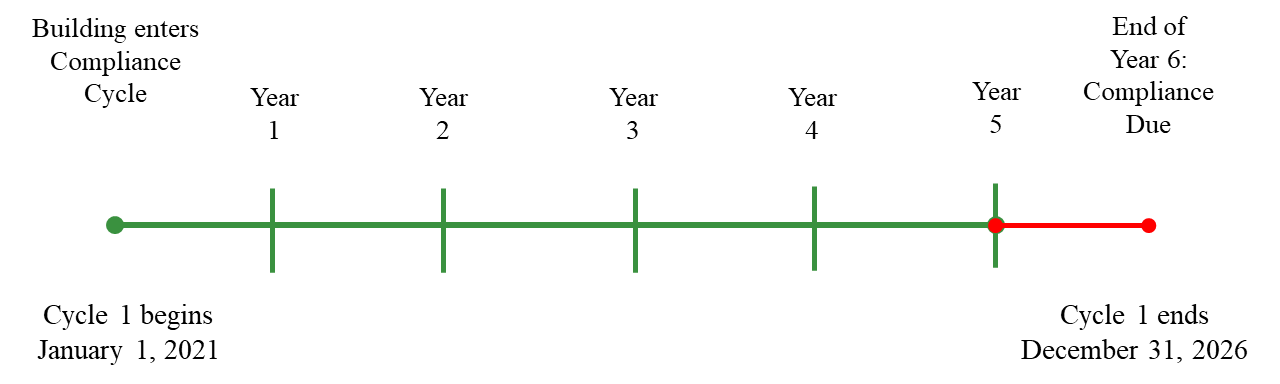 Building enters
Compliance
Cycle
Year
1
Year
2
Year
3
Year
4
Year
5
End of
Year 6:
Compliance
Due
Cycle 1 begins
January 1, 2021
Cycle 1 ends
December 31, 2026